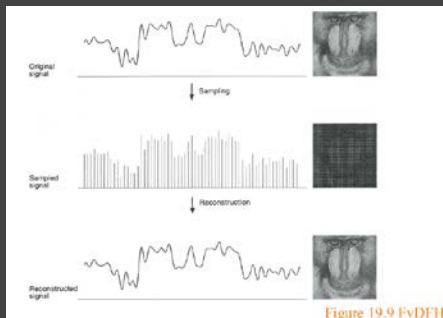 Original
signal
Sampling
Sampled
signal
Reconstruction
Reconstructed
signal
Figure 19.9 FvDFH